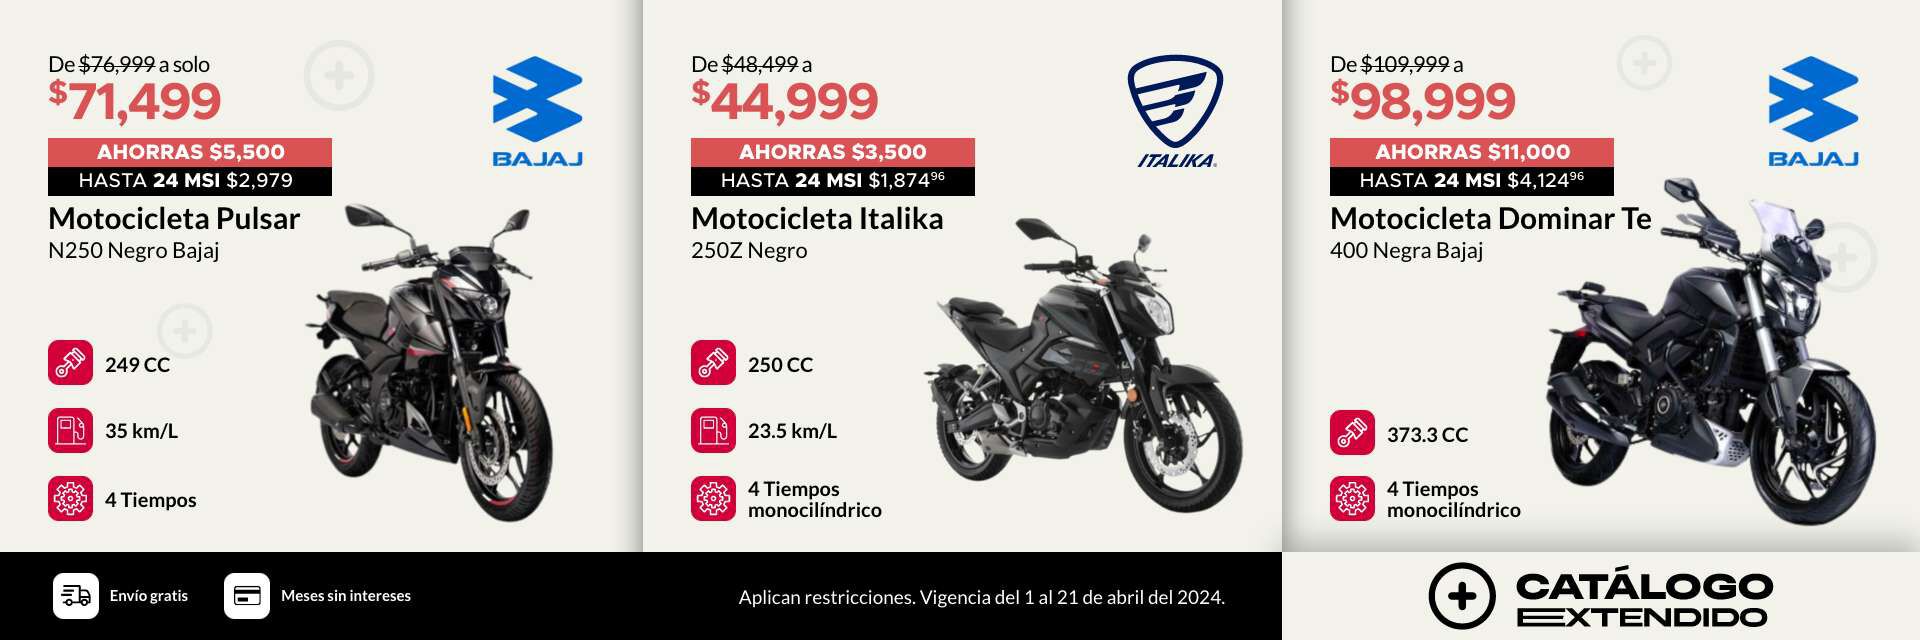 De $76,999 a solo
$71,499
AHORRAS $5,500
HASTA 24 MSI $2,979
BAJAJ
Motocicleta Pulsar
N250 Negro Bajaj
249 CC
35 km/L
4 Tiempos
De $48,499 a
$44,999
AHORRAS $3,500
HASTA 24 MSI $1,874⁹⁶
ITALIKA®
Motocicleta Italika
250Z Negro
250 CC
23.5 km/L
4 Tiempos
monocilíndrico
De $109,999 a
$98,999
AHORRAS $11,000
HASTA 24 MSI $4,124⁹⁶
BAJAJ
Motocicleta Dominar Te
400 Negra Bajaj
373.3 CC
4 Tiempos
monocilíndrico
Envío gratis
Meses sin intereses
Aplican restricciones. Vigencia del 1 al 21 de abril del 2024.
CATÁLOGO
EXTENDIDO